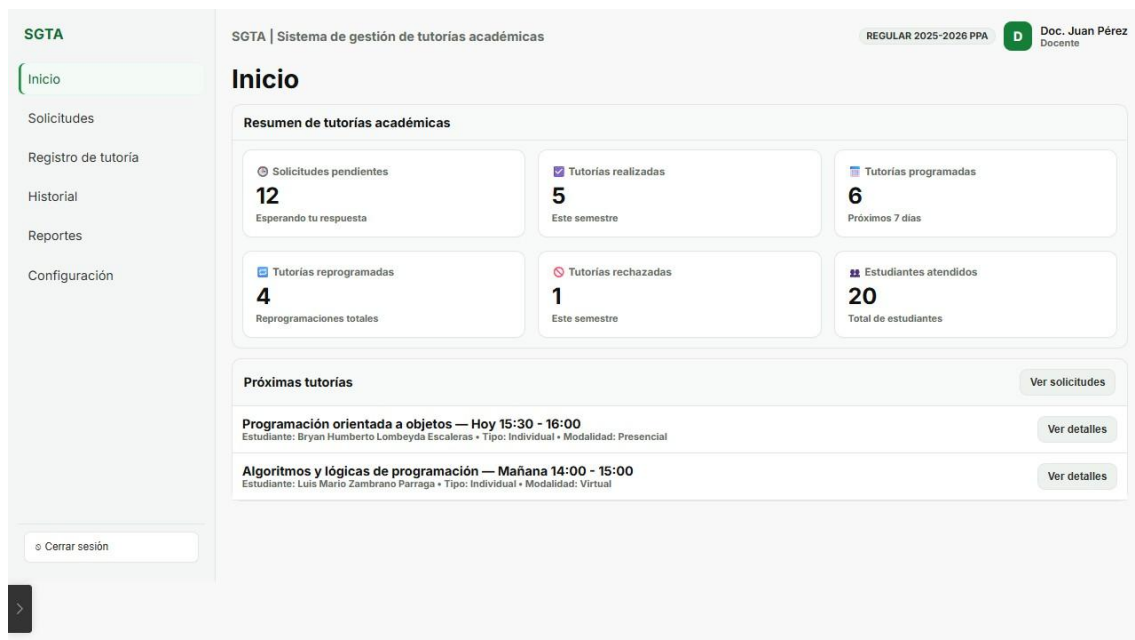 SGTA
Inicio
Solicitudes
Registro de tutoría
Historial
Reportes
Configuración
Cerrar sesión
SGTA | Sistema de gestión de tutorías académicas
REGULAR 2025-2026 PPA
D
Doc. Juan Pérez
Docente
Inicio
Resumen de tutorías académicas
Solicitudes pendientes
12
Esperando tu respuesta
Tutorías realizadas
5
Este semestre
Tutorías programadas
6
Próximos 7 días
Tutorías reprogramadas
4
Reprogramaciones totales
Tutorías rechazadas
1
Este semestre
Estudiantes atendidos
20
Total de estudiantes
Próximas tutorías
Ver solicitudes
Programación orientada a objetos — Hoy 15:30 - 16:00
Estudiante: Bryan Humberto Lombeyda Escaleras • Tipo: Individual • Modalidad: Presencial
Ver detalles
Algoritmos y lógicas de programación — Mañana 14:00 - 15:00
Estudiante: Luis Mario Zambrano Parraga • Tipo: Individual • Modalidad: Virtual
Ver detalles